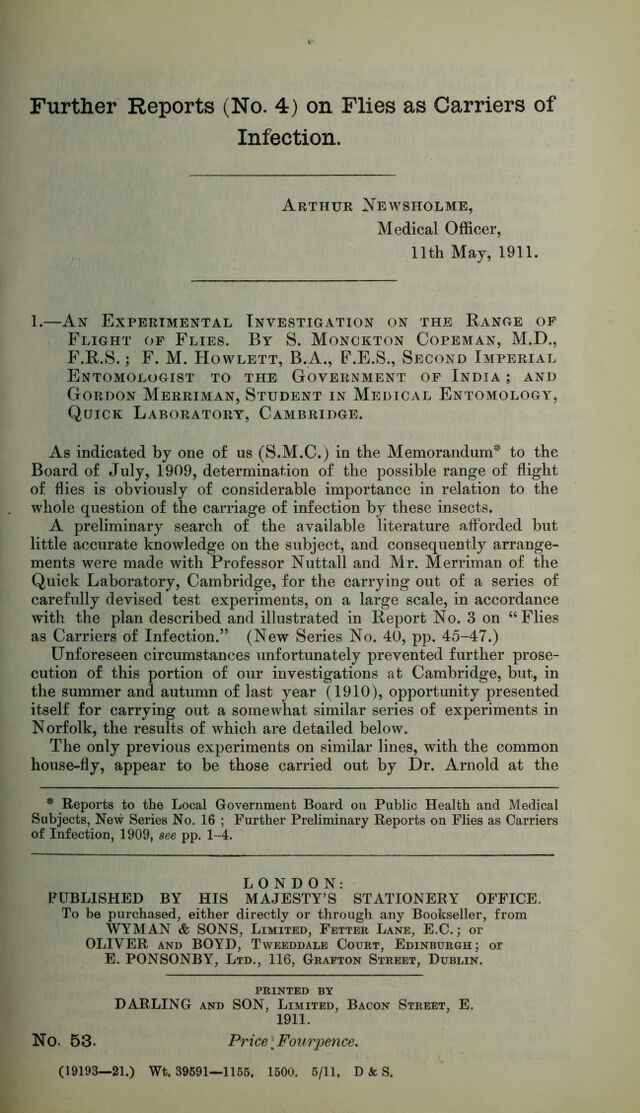 Further Reports (No. 4) on Flies as Carriers of
Infection.
Arthur Newsholme,
Medical Officer,
11th May, 1911.
1.—An Experimental Investigation on the Range of
Flight of Flies. By S. Monckton Copeman, M.D.,
F.R.S.; F. M. Howlett, B.A., F.E.S., Second Imperial
Entomologist to the Government of India; and
Gordon Merriman, Student in Medical Entomology,
Quick Laboratory, Cambridge.
As indicated by one of us (S.M.C.) in the Memorandum* to the
Board of July, 1909, determination of the possible range of flight
of flies is obviously of considerable importance in relation to the
whole question of the carriage of infection by these insects.
A preliminary search of the available literature afforded but
little accurate knowledge on the subject, and consequently arrange-
ments were made with Professor Nuttall and Mr. Merriman of the
Quick Laboratory, Cambridge, for the carrying out of a series of
carefully devised test experiments, on a large scale, in accordance
with the plan described and illustrated in Report No. 3 on "Flies
as Carriers of Infection." (New Series No. 40, pp. 45-47.)
Unforeseen circumstances unfortunately prevented further prose-
cution of this portion of our investigations at Cambridge, but, in
the summer and autumn of last year (1910), opportunity presented
itself for carrying out a somewhat similar series of experiments in
Norfolk, the results of which are detailed below.
The only previous experiments on similar lines, with the common
house-fly, appear to be those carried out by Dr. Arnold at the
* Reports to the Local Government Board on Public Health and Medical
Subjects, New Series No. 16 ; Further Preliminary Reports on Flies as Carriers
of Infection, 1909, see pp. 1-4.
LONDON:
PUBLISHED BY HIS MAJESTY'S STATIONERY OFFICE.
To be purchased, either directly or through any Bookseller, from
WYMAN & SONS, Limited, Fetter Lane, E.C.; or
OLIVER and BOYD, Tweeddale Court, Edinburgh; or
E. PONSONBY, Ltd., 116, Grafton Street, Dublin.
PRINTED BY
DARLING and SON, Limited, Bacon Street, E.
1911.
No. 53. Price Fourpence.
(19193—21.) Wt. 39591—1155. 1500. 5/11. D & S.